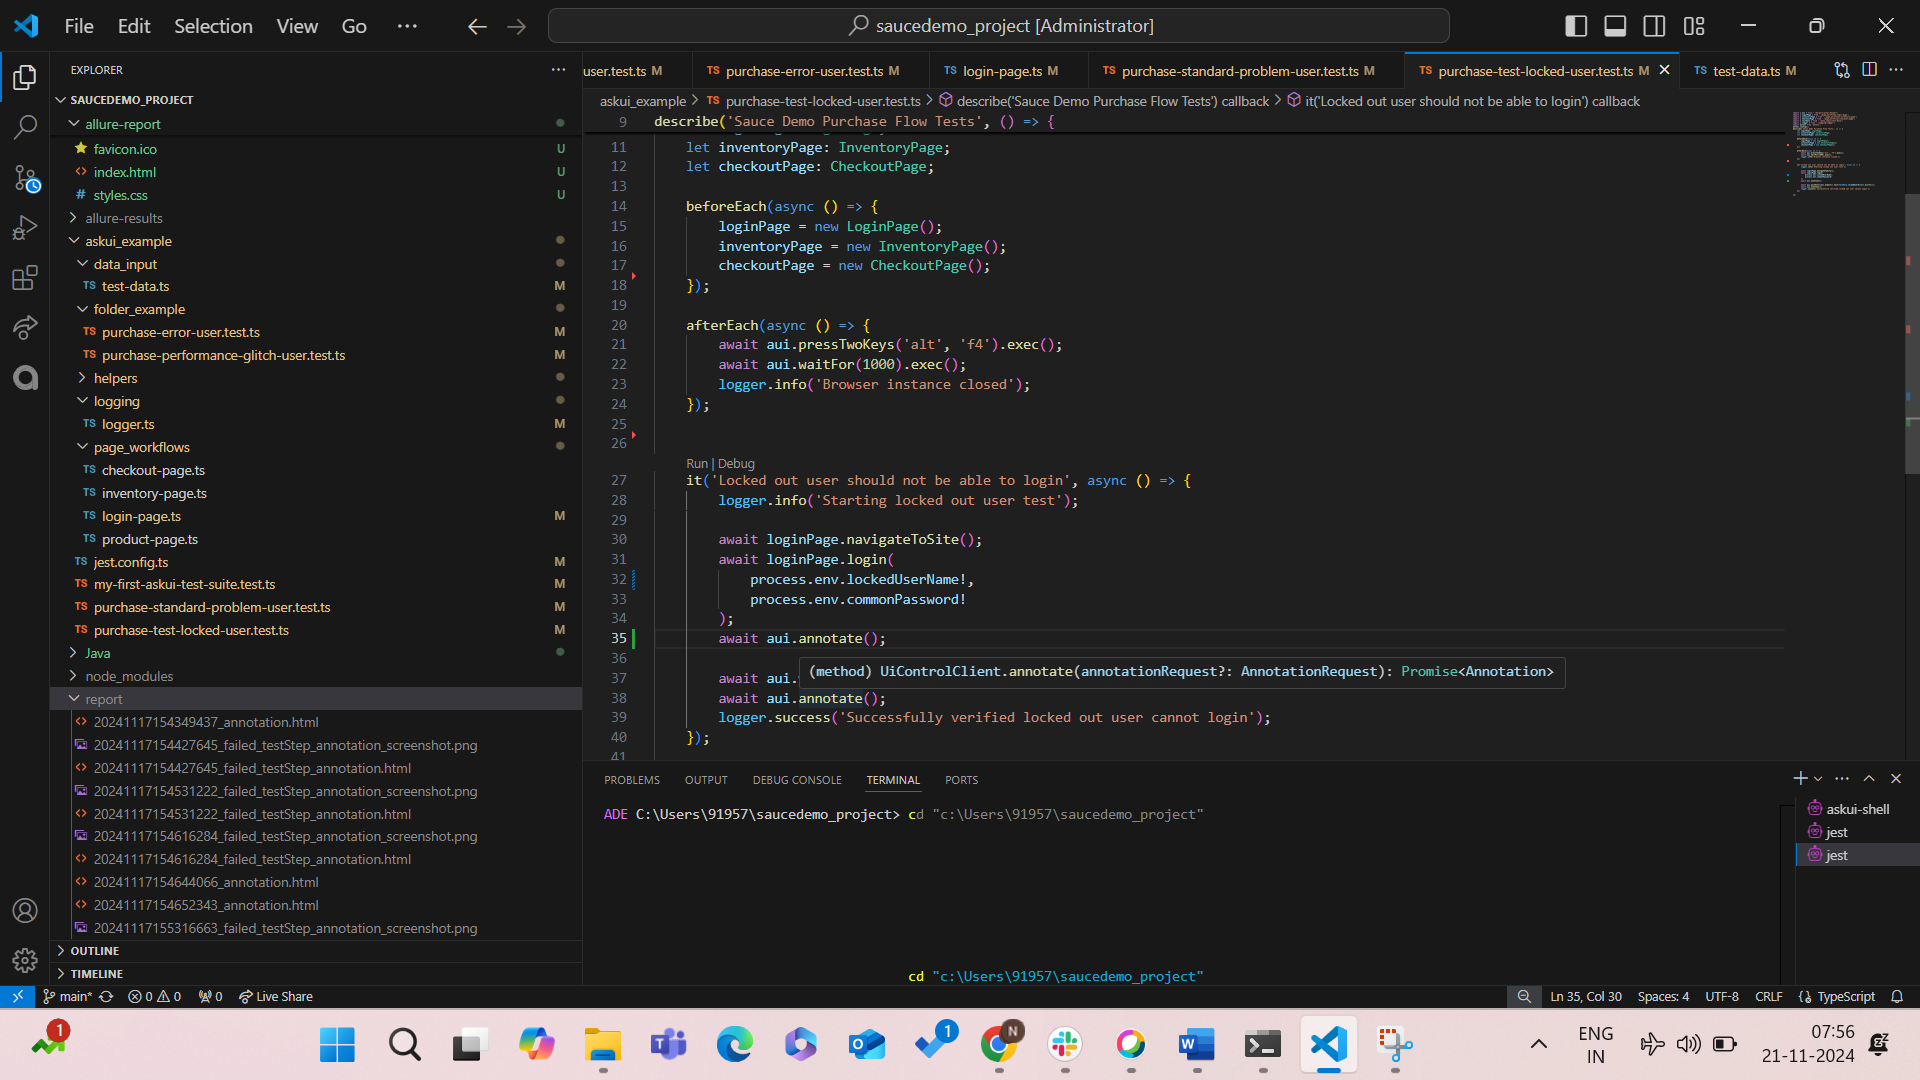 File Edit Selection View Go ···
saucedemo_project [Administrator]
EXPLORER
SAUCEDEMO_PROJECT
allure-report
favicon.ico U
index.html U
styles.css U
allure-results
askui_example
data_input
TS test-data.ts M
folder_example
TS purchase-error-user.test.ts M
TS purchase-performance-glitch-user.test.ts M
helpers
logging
TS logger.ts M
page_workflows
TS checkout-page.ts
TS inventory-page.ts
TS login-page.ts M
TS product-page.ts
TS jest.config.ts M
TS my-first-askui-test-suite.test.ts M
TS purchase-standard-problem-user.test.ts M
TS purchase-test-locked-user.test.ts M
Java
node_modules
report
20241117154349437_annotation.html
20241117154427645_failed_testStep_annotation_screenshot.png
20241117154427645_failed_testStep_annotation.html
20241117154531222_failed_testStep_annotation_screenshot.png
20241117154531222_failed_testStep_annotation.html
20241117154616284_failed_testStep_annotation_screenshot.png
20241117154616284_failed_testStep_annotation.html
20241117154644066_annotation.html
20241117154652343_annotation.html
20241117155316663_failed_testStep_annotation_screenshot.png
OUTLINE
TIMELINE
user.test.ts M TS purchase-error-user.test.ts M TS login-page.ts M TS purchase-standard-problem-user.test.ts M TS purchase-test-locked-user.test.ts M TS test-data.ts M
askui_example > TS purchase-test-locked-user.test.ts > describe('Sauce Demo Purchase Flow Tests') callback > it('Locked out user should not be able to login') callback
9 describe('Sauce Demo Purchase Flow Tests', () => {
11 let inventoryPage: InventoryPage;
12 let checkoutPage: CheckoutPage;
13
14 beforeEach(async () => {
15 loginPage = new LoginPage();
16 inventoryPage = new InventoryPage();
17 checkoutPage = new CheckoutPage();
18 });
19
20 afterEach(async () => {
21 await aui.pressTwoKeys('alt', 'f4').exec();
22 await aui.waitFor(1000).exec();
23 logger.info('Browser instance closed');
24 });
25
26
Run | Debug
27 it('Locked out user should not be able to login', async () => {
28 logger.info('Starting locked out user test');
29
30 await loginPage.navigateToSite();
31 await loginPage.login(
32 process.env.lockedUserName!,
33 process.env.commonPassword!
34 );
35 await aui.annotate();
36
(method) UiControlClient.annotate(annotationRequest?: AnnotationRequest): Promise<Annotation>
37 await aui.
38 await aui.annotate();
39 logger.success('Successfully verified locked out user cannot login');
40 });
41
PROBLEMS OUTPUT DEBUG CONSOLE TERMINAL PORTS
ADE C:\Users\91957\saucedemo_project> cd "c:\Users\91957\saucedemo_project"
cd "c:\Users\91957\saucedemo_project"
askui-shell
jest
jest
main* 0 0 0 Live Share
Ln 35, Col 30 Spaces: 4 UTF-8 CRLF {} TypeScript
1
1
N
ENG
IN
07:56
21-11-2024